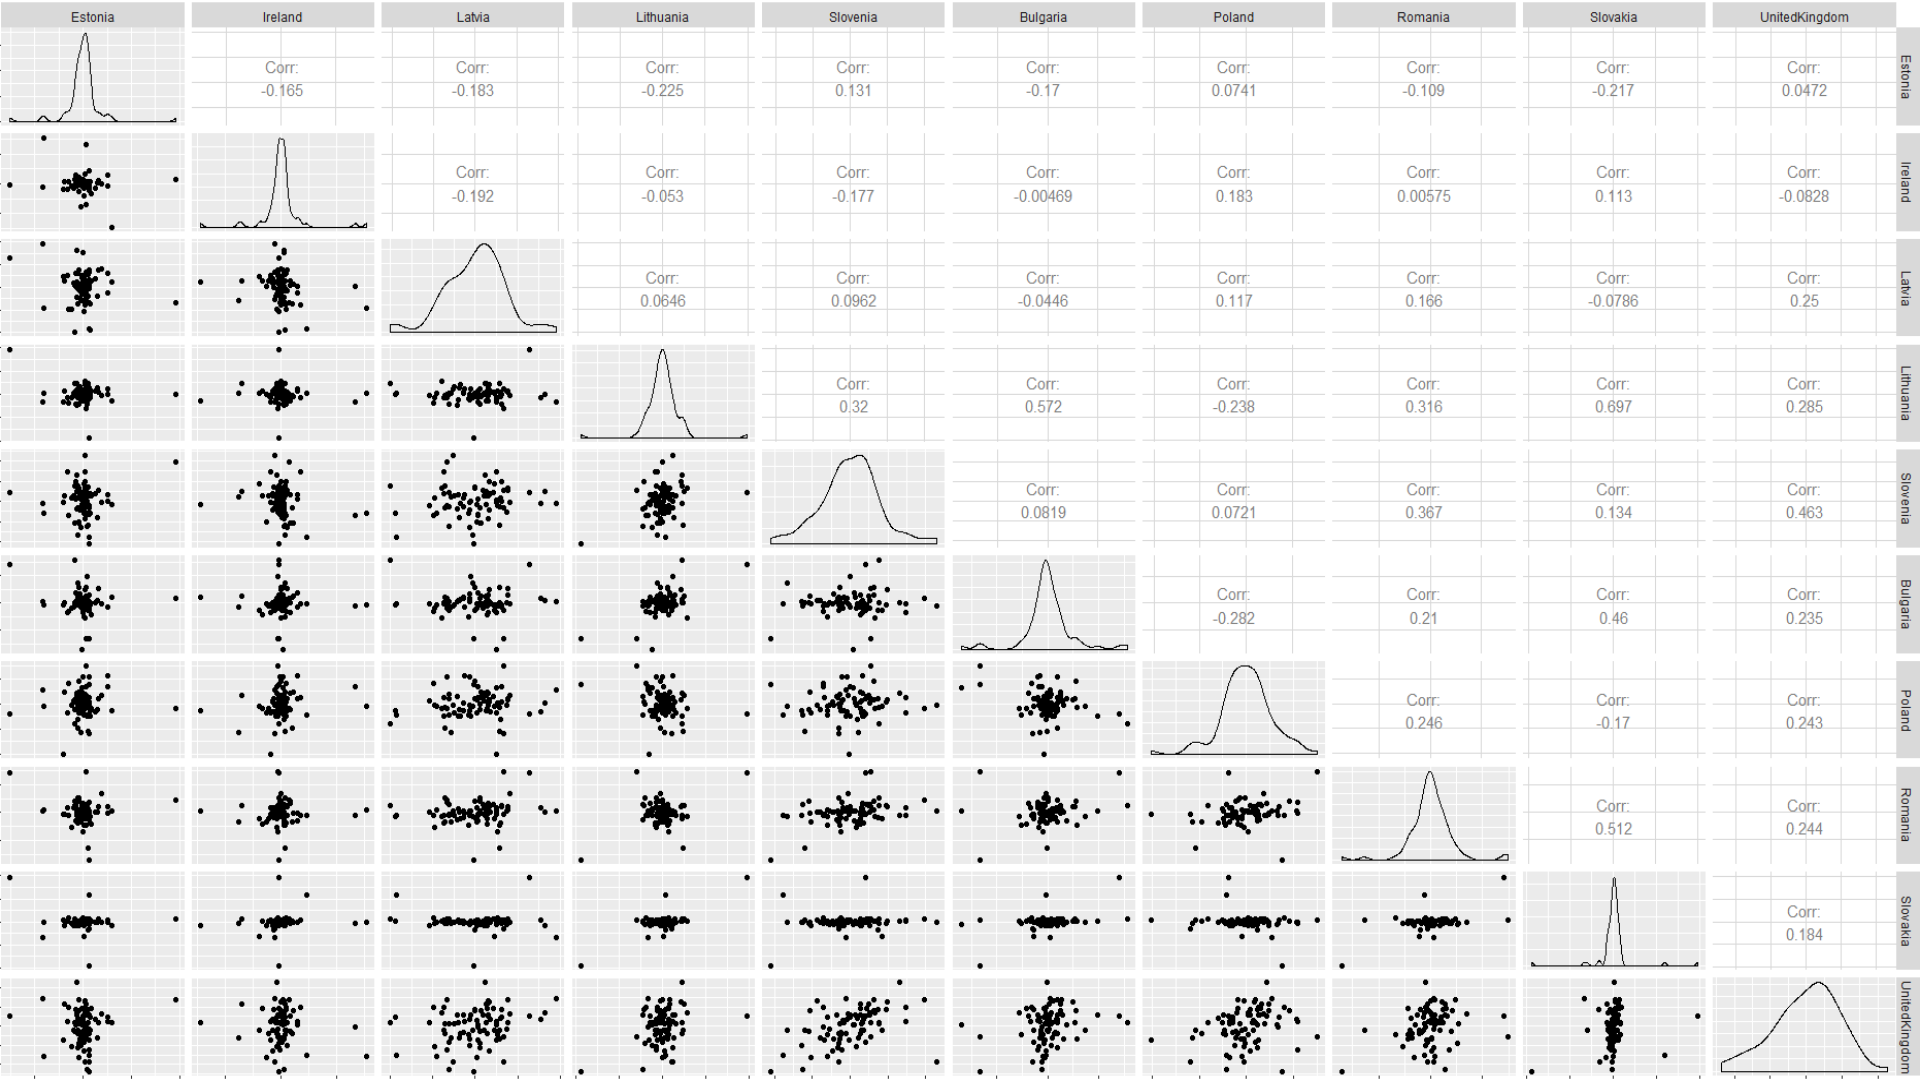 Estonia Ireland Latvia Lithuania Slovenia Bulgaria Poland Romania Slovakia UnitedKingdom
Corr: Corr: Corr: Corr: Corr: Corr: Corr: Corr: Corr:
-0.165 -0.183 -0.225 0.131 -0.17 0.0741 -0.109 -0.217 0.0472
Estonia
Corr: Corr: Corr: Corr: Corr: Corr: Corr: Corr:
-0.192 -0.053 -0.177 -0.00469 0.183 0.00575 0.113 -0.0828
Ireland
Corr: Corr: Corr: Corr: Corr: Corr: Corr:
0.0646 0.0962 -0.0446 0.117 0.166 -0.0786 0.25
Latvia
Corr: Corr: Corr: Corr: Corr: Corr:
0.32 0.572 -0.238 0.316 0.697 0.285
Lithuania
Corr: Corr: Corr: Corr: Corr:
0.0819 0.0721 0.367 0.134 0.463
Slovenia
Corr: Corr: Corr: Corr:
-0.282 0.21 0.46 0.235
Bulgaria
Corr: Corr: Corr:
0.246 -0.17 0.243
Poland
Corr: Corr:
0.512 0.244
Romania
Corr:
0.184
Slovakia
UnitedKingdom